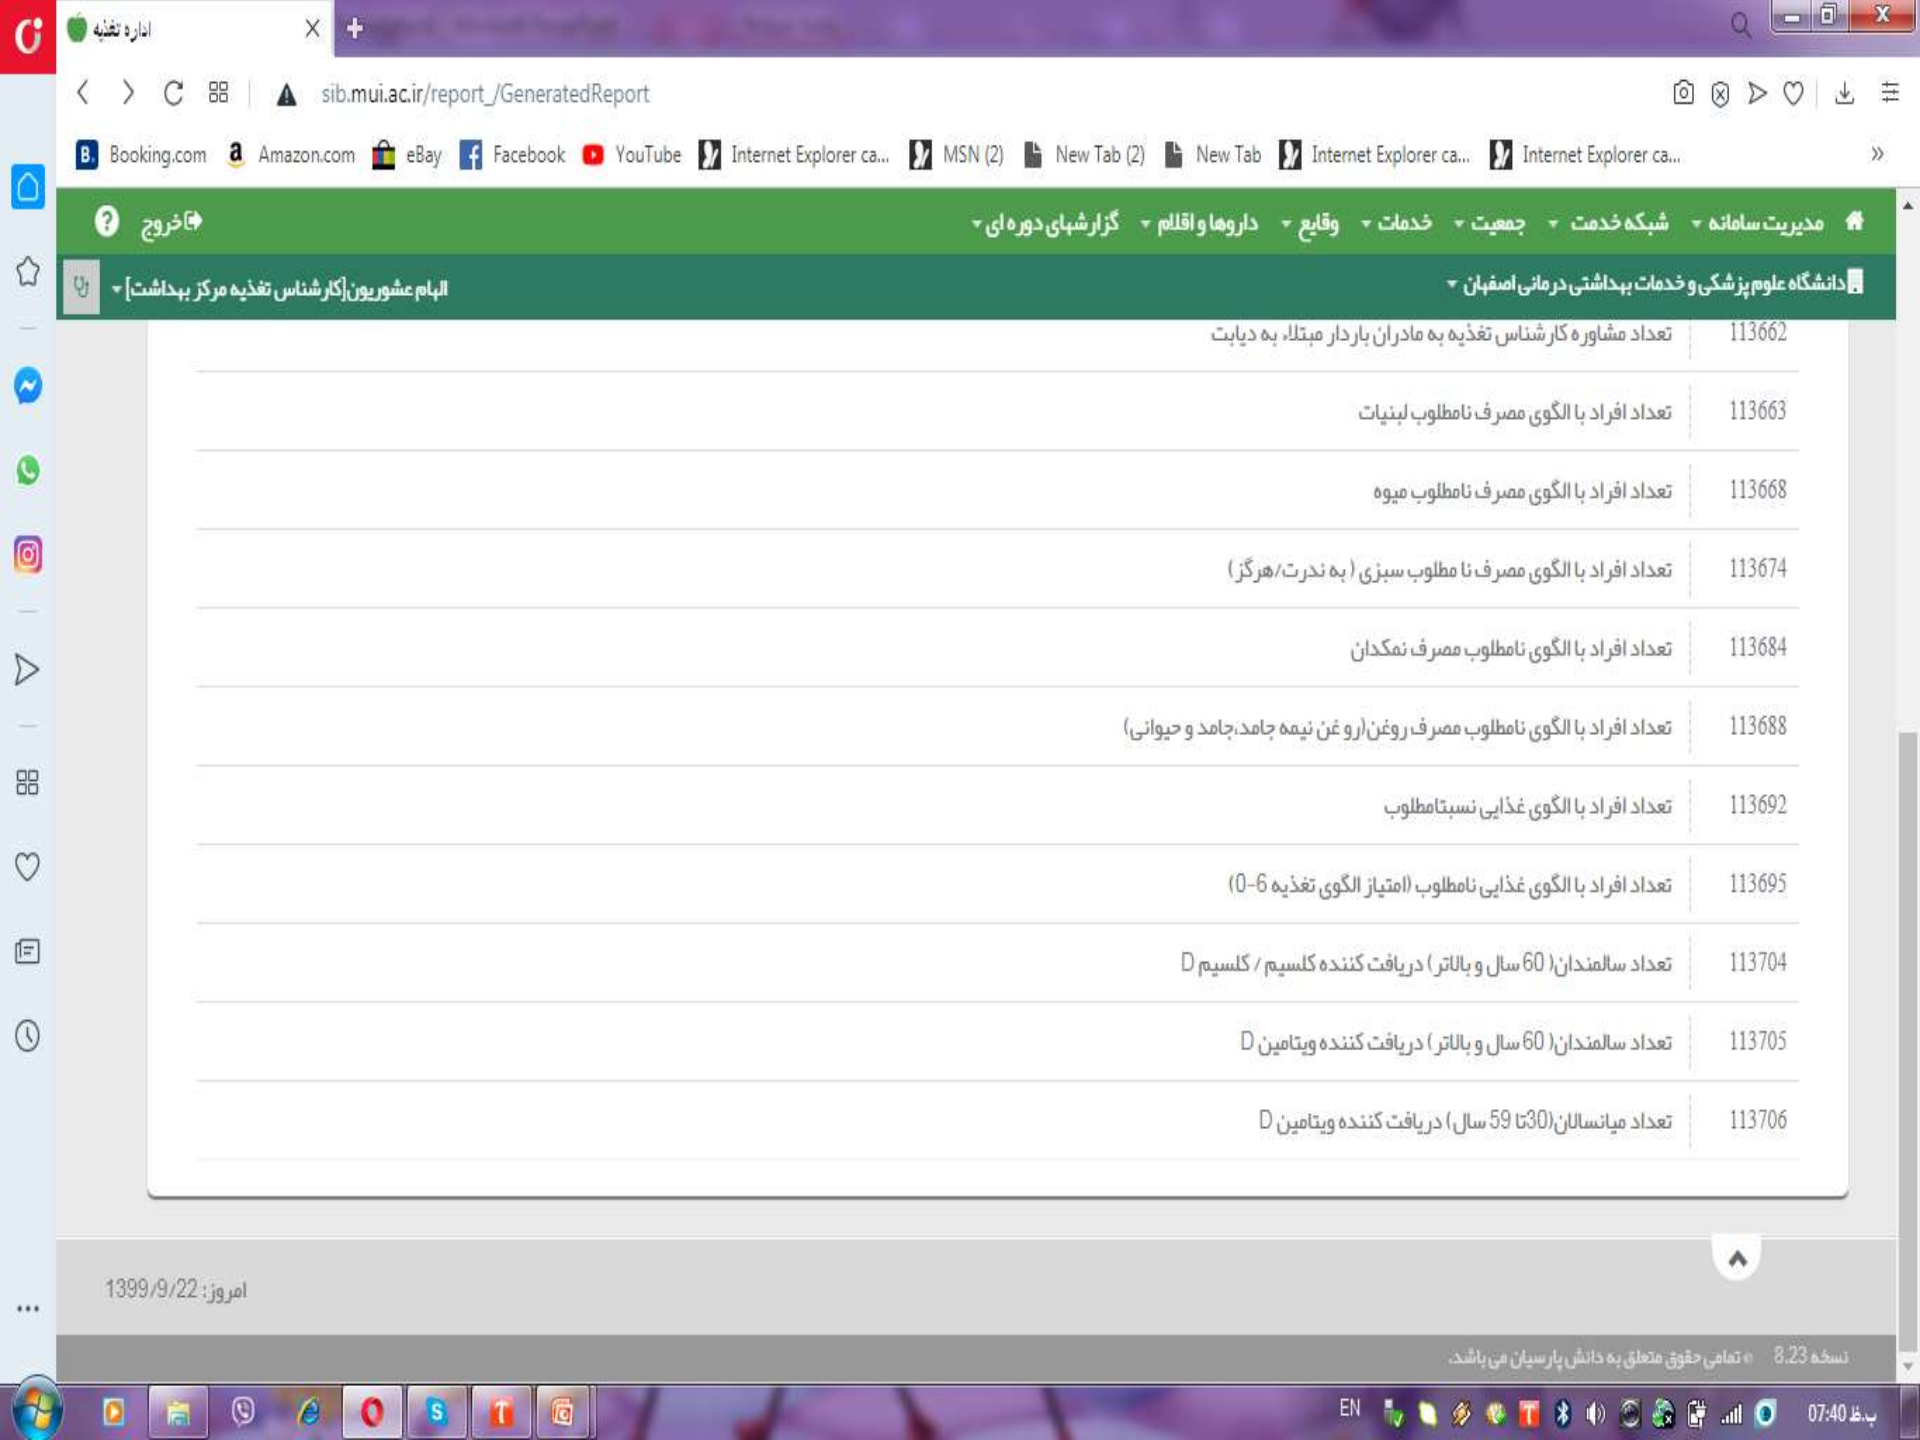 اداره تغذیه
sib.mui.ac.ir/report_/GeneratedReport
Booking.com Amazon.com eBay Facebook YouTube Internet Explorer ca... MSN (2) New Tab (2) New Tab Internet Explorer ca... Internet Explorer ca...
مدیریت سامانه شبکه خدمت جمعیت خدمات وقایع داروها و اقلام گزارشهای دوره ای خروج
دانشگاه علوم پزشکی و خدمات بهداشتی درمانی اصفهان الهام عشوریون[کارشناس تغذیه مرکز بهداشت]
113662 تعداد مشاوره کارشناس تغذیه به مادران باردار مبتلاء به دیابت
113663 تعداد افراد با الگوی مصرف نامطلوب لبنیات
113668 تعداد افراد با الگوی مصرف نامطلوب میوه
113674 تعداد افراد با الگوی مصرف نا مطلوب سبزی ( به ندرت/هرگز )
113684 تعداد افراد با الگوی نامطلوب مصرف نمکدان
113688 تعداد افراد با الگوی نامطلوب مصرف روغن(رو غن نیمه جامد،جامد و حیوانی)
113692 تعداد افراد با الگوی غذایی نسبتامطلوب
113695 تعداد افراد با الگوی غذایی نامطلوب (امتیاز الگوی تغذیه 6-0)
113704 تعداد سالمندان( 60 سال و بالاتر ) دریافت کننده کلسیم / کلسیم D
113705 تعداد سالمندان( 60 سال و بالاتر ) دریافت کننده ویتامین D
113706 تعداد میانسالان(30تا 59 سال ) دریافت کننده ویتامین D
امروز: 1399/9/22
نسخه 8.23 © تمامی حقوق متعلق به دانش پارسیان می باشد.
EN 07:40 ب.ظ